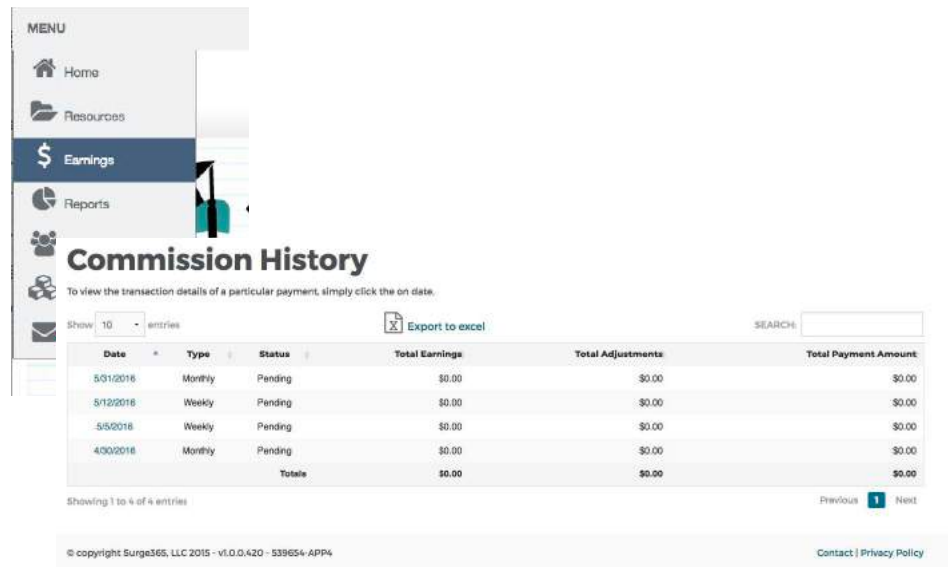 MENU
Home
Resources
Earnings
Reports
Commission History
To view the transaction details of a particular payment, simply click the on date.
Show 10 entries Export to excel SEARCH:
Date Type Status Total Earnings Total Adjustments Total Payment Amount
5/31/2016 Monthly Pending $0.00 $0.00 $0.00
5/12/2016 Weekly Pending $0.00 $0.00 $0.00
5/5/2016 Weekly Pending $0.00 $0.00 $0.00
4/30/2016 Monthly Pending $0.00 $0.00 $0.00
Totals $0.00 $0.00 $0.00
Showing 1 to 4 of 4 entries Previous 1 Next
© copyright Surge365, LLC 2015 - v1.0.0.420 - 539654-APP4 Contact | Privacy Policy